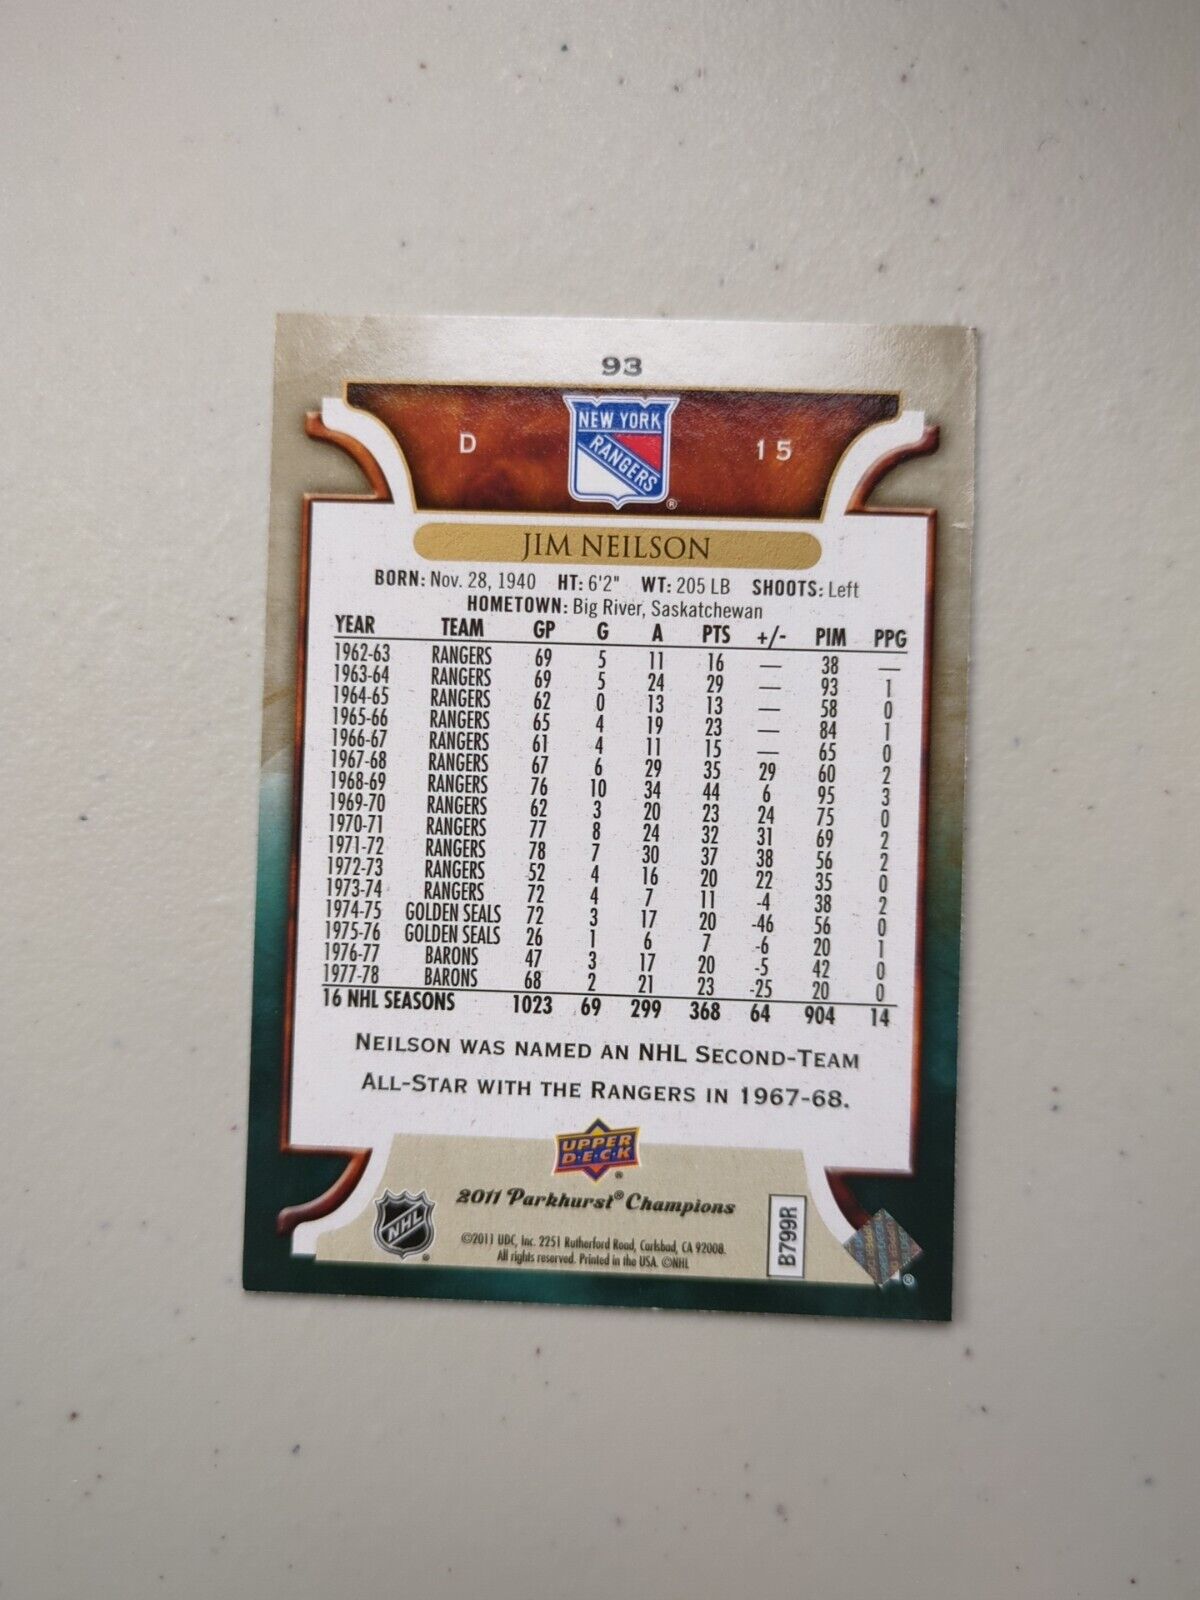 93
D
NEW YORK
RANGERS
®
15
JIM NEILSON
BORN: Nov. 28, 1940 HT: 6'2" WT: 205 LB SHOOTS: Left
HOMETOWN: Big River, Saskatchewan
YEAR TEAM GP G A PTS +/- PIM PPG
1962-63 RANGERS 69 5 11 16 — 38 —
1963-64 RANGERS 69 5 24 29 — 93 1
1964-65 RANGERS 62 0 13 13 — 58 0
1965-66 RANGERS 65 4 19 23 — 84 1
1966-67 RANGERS 61 4 11 15 — 65 0
1967-68 RANGERS 67 6 29 35 29 60 2
1968-69 RANGERS 76 10 34 44 6 95 3
1969-70 RANGERS 62 3 20 23 24 75 0
1970-71 RANGERS 77 8 24 32 31 69 2
1971-72 RANGERS 78 7 30 37 38 56 2
1972-73 RANGERS 52 4 16 20 22 35 0
1973-74 RANGERS 72 4 7 11 -4 38 2
1974-75 GOLDEN SEALS 72 3 17 20 -46 56 0
1975-76 GOLDEN SEALS 26 1 6 7 -6 20 1
1976-77 BARONS 47 3 17 20 -5 42 0
1977-78 BARONS 68 2 21 23 -25 20 0
16 NHL SEASONS 1023 69 299 368 64 904 14
NEILSON WAS NAMED AN NHL SECOND-TEAM
ALL-STAR WITH THE RANGERS IN 1967-68.
UPPER
D·E·C·K
®
NHL
®
2011 Parkhurst® Champions
©2011 UDC, Inc. 2251 Rutherford Road, Carlsbad, CA 92008.
All rights reserved. Printed in the USA. ©NHL
B799R
®